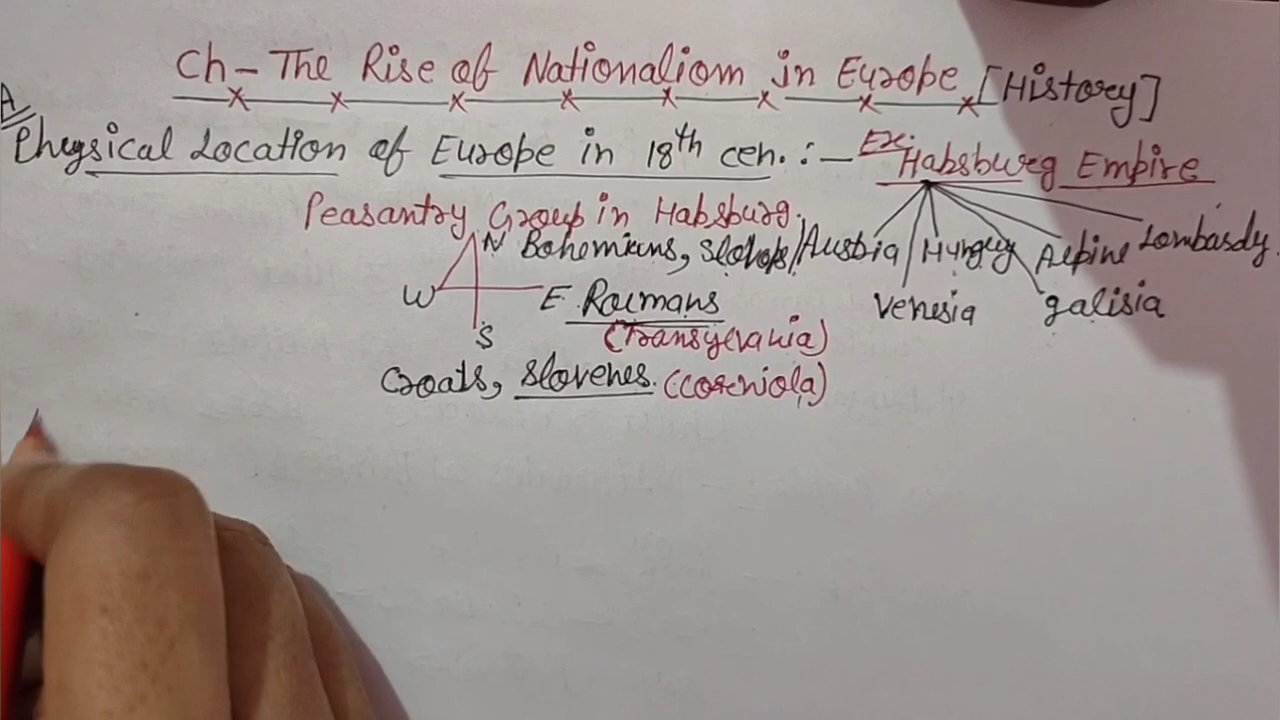 Ch - The Rise of Nationalism in Europe [History]
A
Physical Location of Europe in 18th cen. :- Ex: Habsburg Empire
Peasantry Group in Habsburg.
N Bohemians, Slovaks/Austria / Hungary Alpine Lombardy
W E Roumans Venesia galisia
S (Transylvania)
Croats, Slovenes. (Corniola)